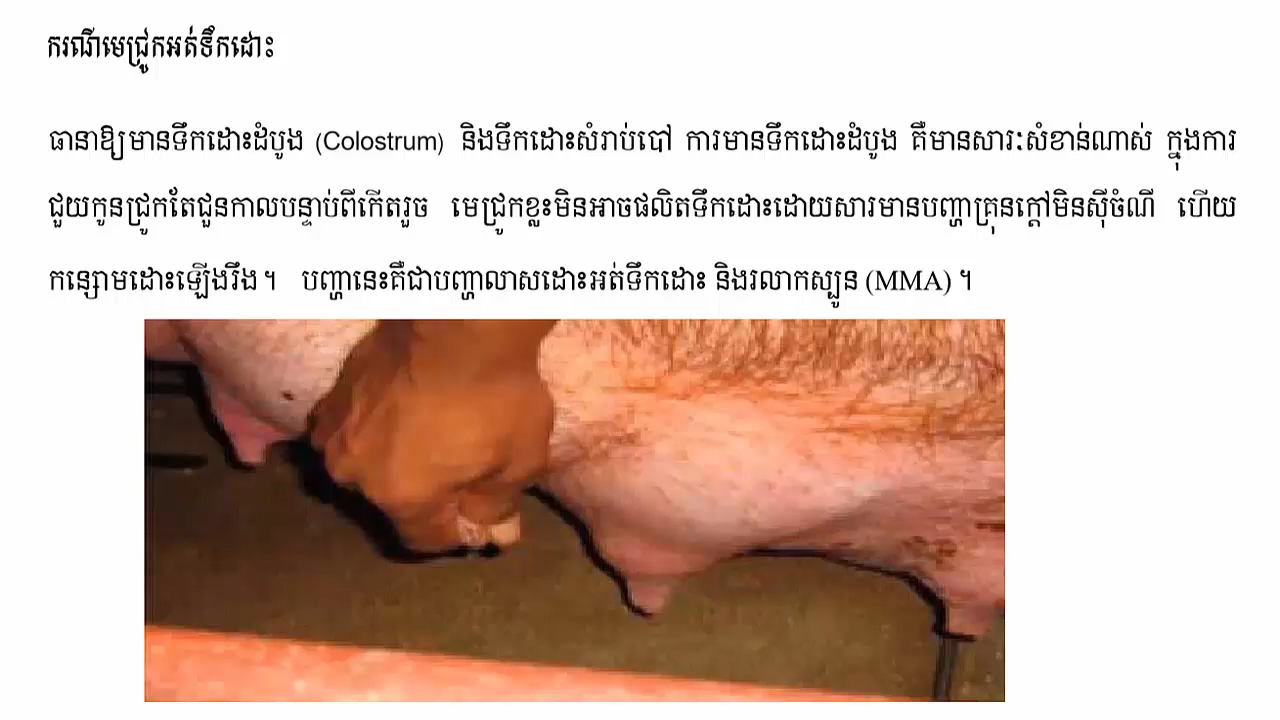 ករណីមេជ្រូកអត់ទឹកដោះ
ធានាឱ្យមានទឹកដោះដំបូង (Colostrum) និងទឹកដោះសំរាប់បៅ ការមានទឹកដោះដំបូង គឺមានសារៈសំខាន់ណាស់ ក្នុងការ
ជួយកូនជ្រូកតែជួនកាលបន្ទាប់ពីកើតរួច មេជ្រូកខ្លះមិនអាចផលិតទឹកដោះដោយសារមានបញ្ហាគ្រុនក្តៅមិនស៊ីចំណី ហើយ
កន្សោមដោះឡើងរឹង។ បញ្ហានេះគឺជាបញ្ហាលាសដោះអត់ទឹកដោះ និងរលាកស្បូន (MMA) ។